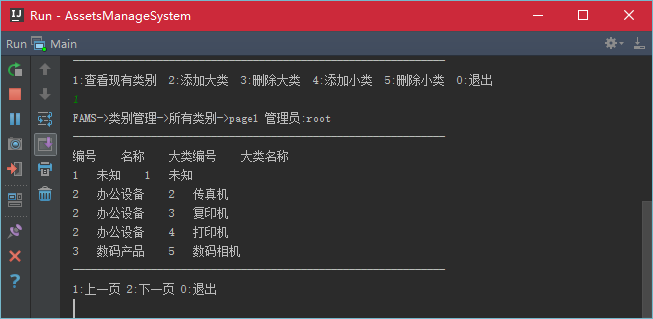 Run - AssetsManageSystem
Run Main
1:查看现有类别 2:添加大类 3:删除大类 4:添加小类 5:删除小类 0:退出
1
FAMS->类别管理->所有类别->page1 管理员:root
编号 名称 大类编号 大类名称
1 未知 1 未知
2 办公设备 2 传真机
2 办公设备 3 复印机
2 办公设备 4 打印机
3 数码产品 5 数码相机
1:上一页 2:下一页 0:退出